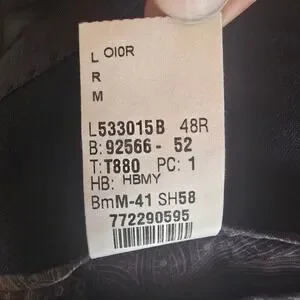 L OI0R
R
M
L533015B 48R
B: 92566- 52
T: T880 PC: 1
HB: HBMY
BmM-41 SH58
772290595